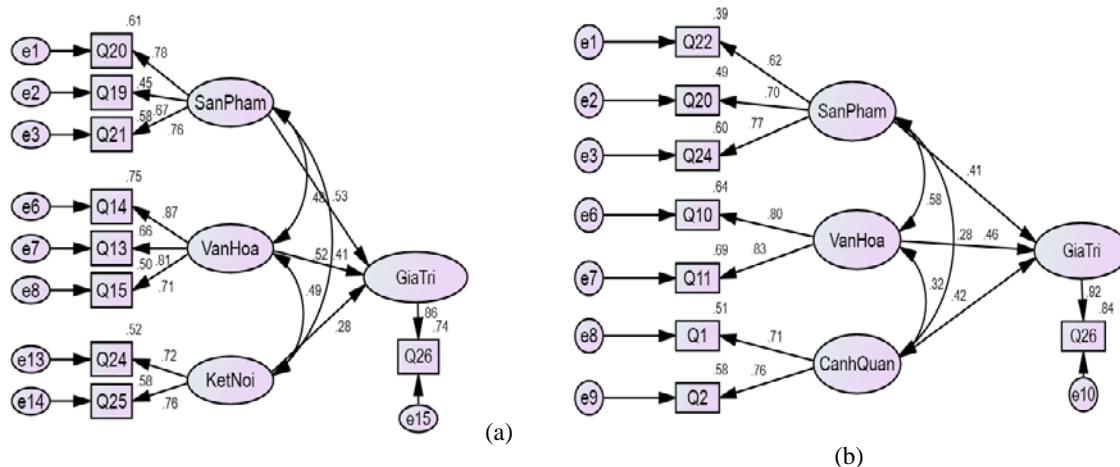 .61
e1 Q20 .78
.45
e2 Q19 .67 SanPham
.58
e3 Q21 .76
.75
e6 Q14 .87
.66
e7 Q13 .81 VanHoa
.50
e8 Q15 .71
.52
e13 Q24 .72
.58 KetNoi
e14 Q25 .76
.48 .53
.52 .41
.49
.28
GiaTri
.86
.74
Q26
e15
(a)
.39
e1 Q22 .62
.49
e2 Q20 .70 SanPham
.60
e3 Q24 .77
.64
e6 Q10 .80
.69 VanHoa
e7 Q11 .83
.51
e8 Q1 .71
.58 CanhQuan
e9 Q2 .76
.41
.58
.28 .46
.32
.42
GiaTri
.92
.84
Q26
e10
(b)